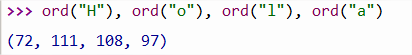 >>> ord("H"), ord("o"), ord("l"), ord("a")
(72, 111, 108, 97)